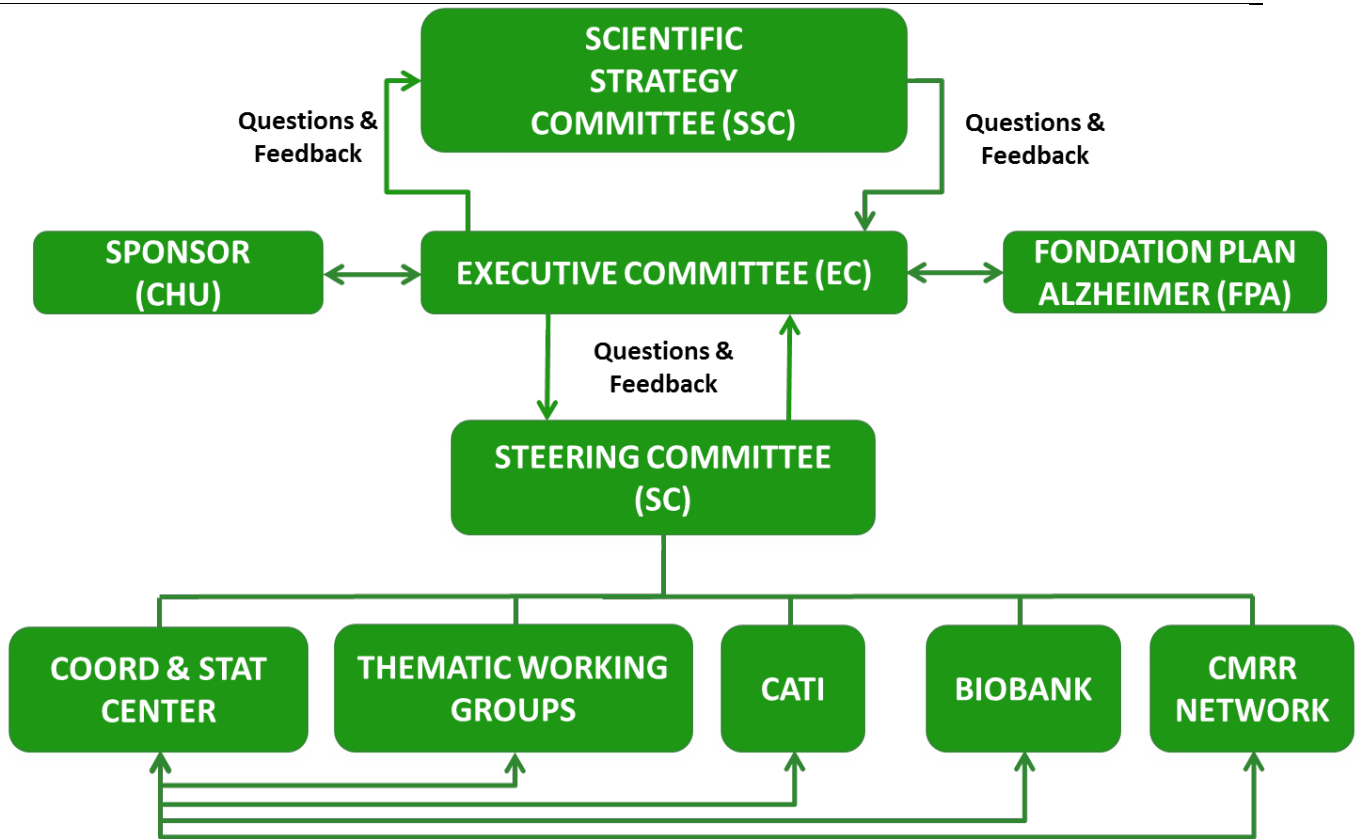 SCIENTIFIC
STRATEGY
COMMITTEE (SSC)
Questions &
Feedback
Questions &
Feedback
SPONSOR
(CHU)
EXECUTIVE COMMITTEE (EC)
FONDATION PLAN
ALZHEIMER (FPA)
Questions &
Feedback
STEERING COMMITTEE
(SC)
COORD & STAT
CENTER
THEMATIC WORKING
GROUPS
CATI
BIOBANK
CMRR
NETWORK